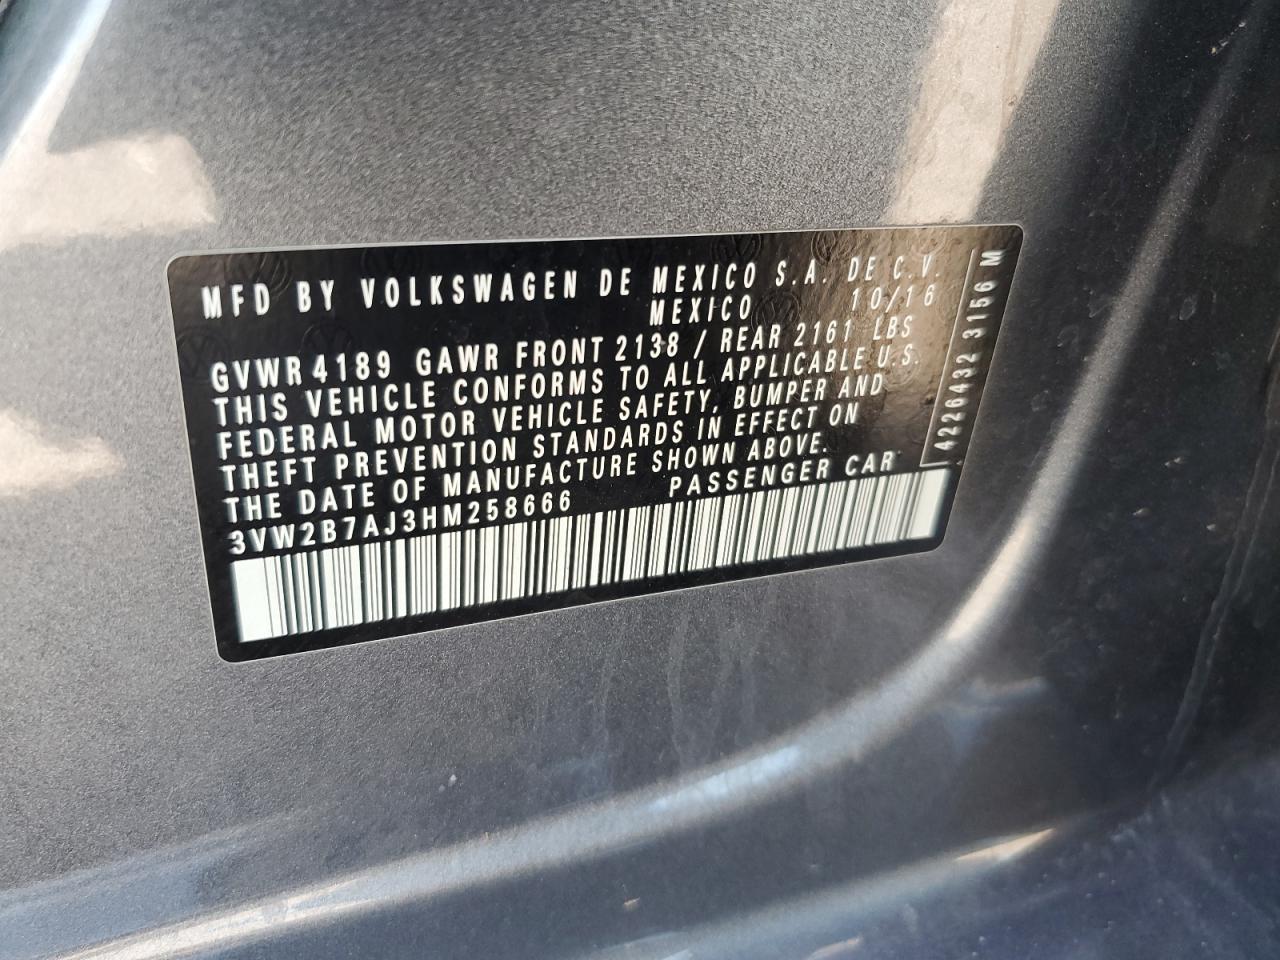 MFD BY VOLKSWAGEN DE MEXICO S.A. DE C.V.
MEXICO 10/16
GVWR 4189 GAWR FRONT 2138 / REAR 2161 LBS
THIS VEHICLE CONFORMS TO ALL APPLICABLE U.S.
FEDERAL MOTOR VEHICLE SAFETY, BUMPER AND
THEFT PREVENTION STANDARDS IN EFFECT ON
THE DATE OF MANUFACTURE SHOWN ABOVE.
3VW2B7AJ3HM258666 PASSENGER CAR
4226432 3156 M